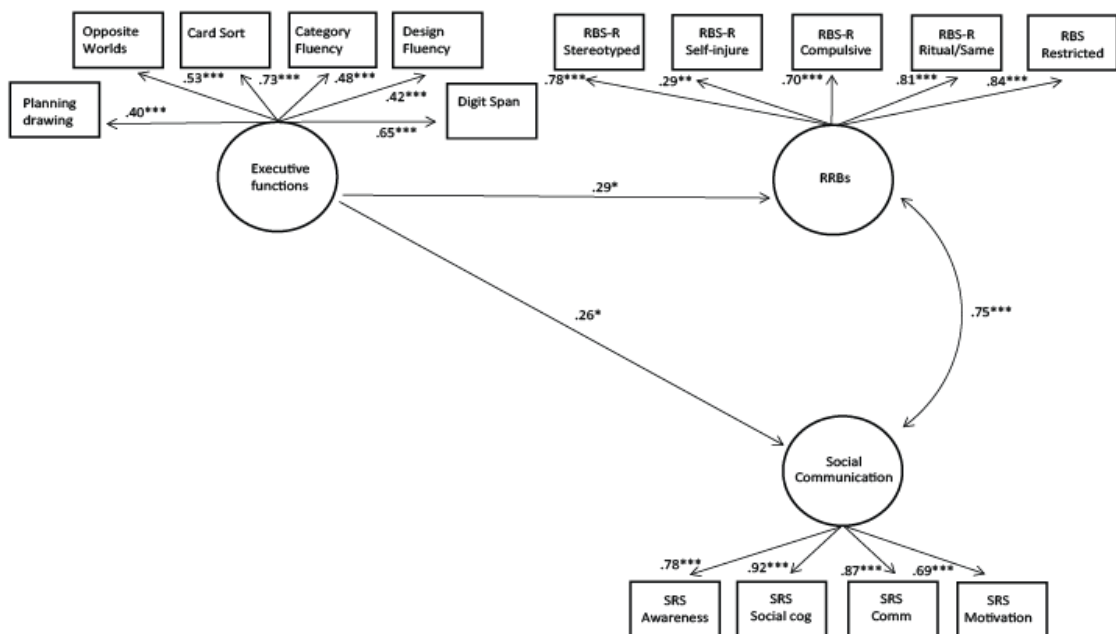 Opposite
Worlds
Card Sort
Category
Fluency
Design
Fluency
Planning
drawing
Digit Span
.40***
.53***
.73***
.48***
.42***
.65***
Executive
functions
RBS-R
Stereotyped
RBS-R
Self-injure
RBS-R
Compulsive
RBS-R
Ritual/Same
RBS
Restricted
.78***
.29**
.70***
.81***
.84***
RRBs
.29*
.26*
.75***
Social
Communication
.78***
.92***
.87***
.69***
SRS
Awareness
SRS
Social cog
SRS
Comm
SRS
Motivation